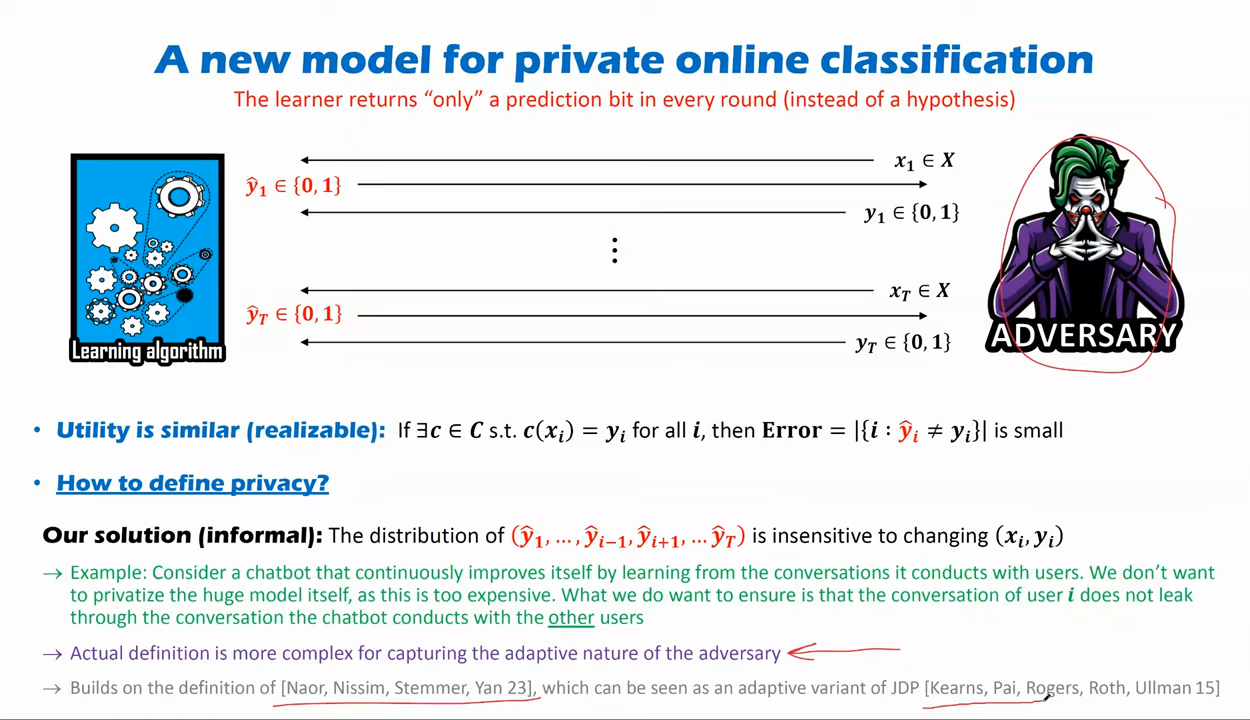 A new model for private online classification
The learner returns “only” a prediction bit in every round (instead of a hypothesis)
x₁ ∈ X
ŷ₁ ∈ {0, 1}
y₁ ∈ {0, 1}
⋮
x_T ∈ X
ŷ_T ∈ {0, 1}
y_T ∈ {0, 1}
Learning algorithm
ADVERSARY
• Utility is similar (realizable): If ∃c ∈ C s.t. c(xᵢ) = yᵢ for all i, then Error = |{i : ŷᵢ ≠ yᵢ}| is small
• How to define privacy?
Our solution (informal): The distribution of (ŷ₁, …, ŷᵢ₋₁, ŷᵢ₊₁, … ŷ_T) is insensitive to changing (xᵢ, yᵢ)
→ Example: Consider a chatbot that continuously improves itself by learning from the conversations it conducts with users. We don’t want
to privatize the huge model itself, as this is too expensive. What we do want to ensure is that the conversation of user i does not leak
through the conversation the chatbot conducts with the other users
→ Actual definition is more complex for capturing the adaptive nature of the adversary
→ Builds on the definition of [Naor, Nissim, Stemmer, Yan 23], which can be seen as an adaptive variant of JDP [Kearns, Pai, Rogers, Roth, Ullman 15]